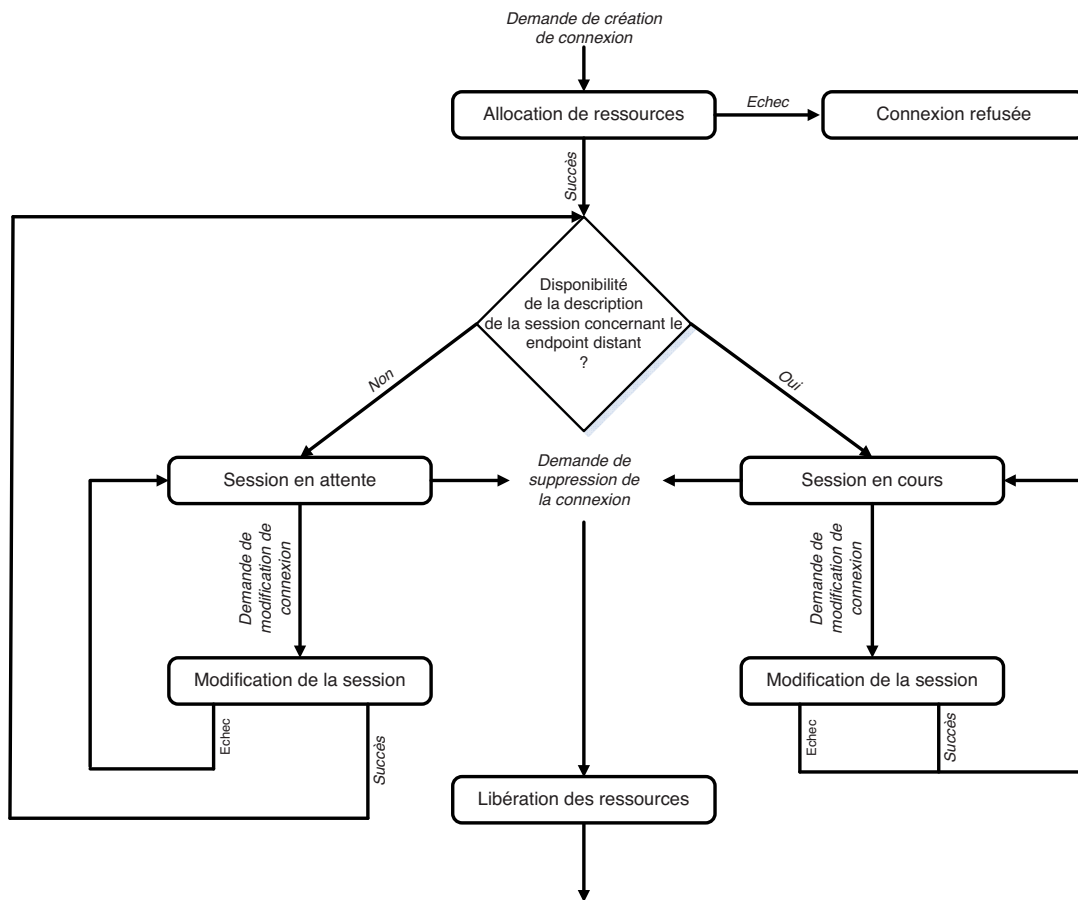 Demande de création
de connexion
Allocation de ressources
Echec
Connexion refusée
Succès
Disponibilité
de la description
de la session concernant le
endpoint distant
?
Non
Oui
Session en attente
Demande de
suppression de
la connexion
Session en cours
Demande de
modification de
connexion
Demande de
modification de
connexion
Modification de la session
Modification de la session
Echec
Succès
Echec
Succès
Libération des ressources